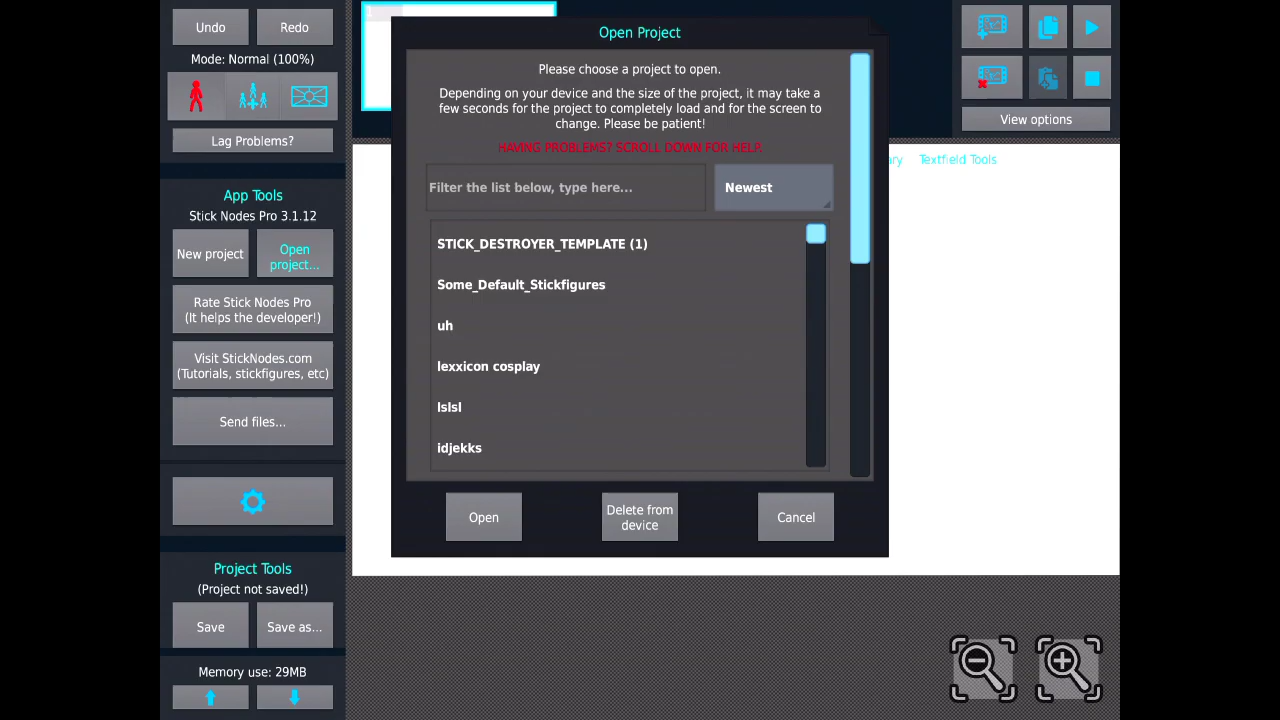 Undo
Redo
Mode: Normal (100%)
Lag Problems?
App Tools
Stick Nodes Pro 3.1.12
New project
Open
project...
Rate Stick Nodes Pro
(It helps the developer!)
Visit StickNodes.com
(Tutorials, stickfigures, etc)
Send files...
Project Tools
(Project not saved!)
Save
Save as...
Memory use: 29MB
Open Project
Please choose a project to open.
Depending on your device and the size of the project, it may take a
few seconds for the project to completely load and for the screen to
change. Please be patient!
HAVING PROBLEMS? SCROLL DOWN FOR HELP.
Filter the list below, type here...
Newest
STICK_DESTROYER_TEMPLATE (1)
Some_Default_Stickfigures
uh
lexxicon cosplay
lslsl
idjekks
Open
Delete from
device
Cancel
View options
Textfield Tools